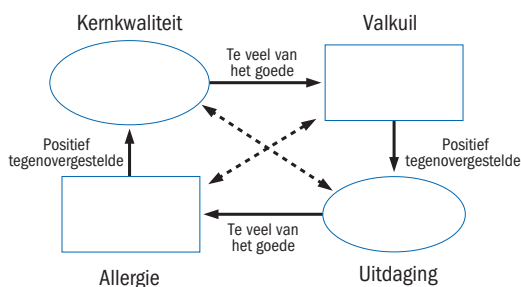 Kernkwaliteit
Valkuil
Te veel van
het goede
Positief
tegenovergestelde
Positief
tegenovergestelde
Te veel van
het goede
Allergie
Uitdaging